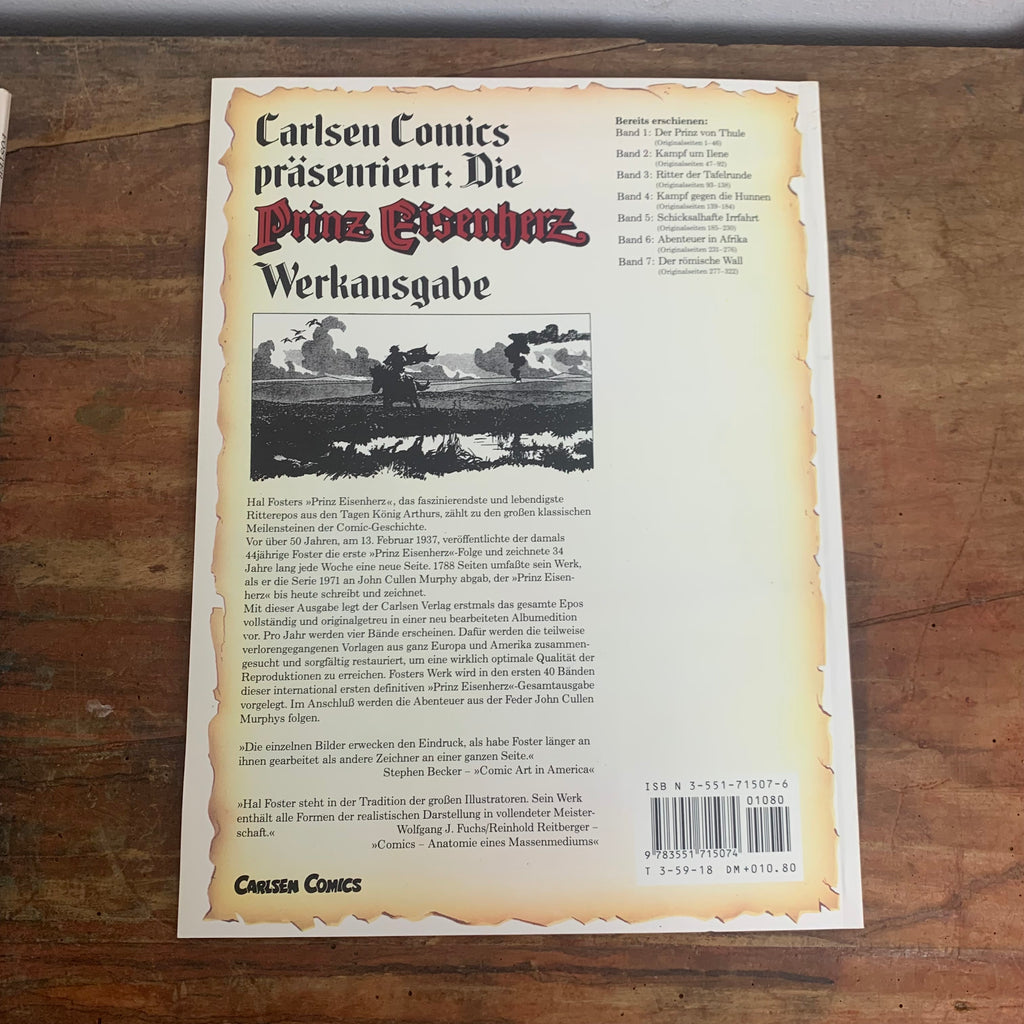 Carlsen Comics
präsentiert: Die
Prinz Eisenherz
Werkausgabe
Hal Fosters »Prinz Eisenherz«, das faszinierendste und lebendigste
Ritterepos aus den Tagen König Arthurs, zählt zu den großen klassischen
Meilensteinen der Comic-Geschichte.
Vor über 50 Jahren, am 13. Februar 1937, veröffentlichte der damals
44jährige Foster die erste »Prinz Eisenherz«-Folge und zeichnete 34
Jahre lang jede Woche eine neue Seite. 1788 Seiten umfaßte sein Werk,
als er die Serie 1971 an John Cullen Murphy abgab, der »Prinz Eisen-
herz« bis heute schreibt und zeichnet.
Mit dieser Ausgabe legt der Carlsen Verlag erstmals das gesamte Epos
vollständig und originalgetreu in einer neu bearbeiteten Albumedition
vor. Pro Jahr werden vier Bände erscheinen. Dafür werden die teilweise
verlorengegangenen Vorlagen aus ganz Europa und Amerika zusammen-
gesucht und sorgfältig restauriert, um eine wirklich optimale Qualität der
Reproduktionen zu erreichen. Fosters Werk wird in den ersten 40 Bänden
dieser international ersten definitiven »Prinz Eisenherz«-Gesamtausgabe
vorgelegt. Im Anschluß werden die Abenteuer aus der Feder John Cullen
Murphys folgen.
»Die einzelnen Bilder erwecken den Eindruck, als habe Foster länger an
ihnen gearbeitet als andere Zeichner an einer ganzen Seite.«
Stephen Becker – »Comic Art in America«
»Hal Foster steht in der Tradition der großen Illustratoren. Sein Werk
enthält alle Formen der realistischen Darstellung in vollendeter Meister-
schaft.« Wolfgang J. Fuchs/Reinhold Reitberger –
»Comics – Anatomie eines Massenmediums«
CARLSEN COMICS
Bereits erschienen:
Band 1: Der Prinz von Thule
(Originalseiten 1–46)
Band 2: Kampf um Ilene
(Originalseiten 47–92)
Band 3: Ritter der Tafelrunde
(Originalseiten 93–138)
Band 4: Kampf gegen die Hunnen
(Originalseiten 139–184)
Band 5: Schicksalhafte Irrfahrt
(Originalseiten 185–230)
Band 6: Abenteuer in Afrika
(Originalseiten 231–276)
Band 7: Der römische Wall
(Originalseiten 277–322)
ISBN 3-551-71507-6
01080
9 783551 715074
T 3-59-18 DM+010.80